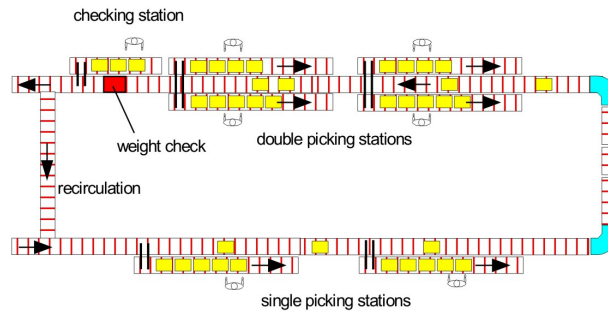 checking station
weight check
double picking stations
recirculation
single picking stations